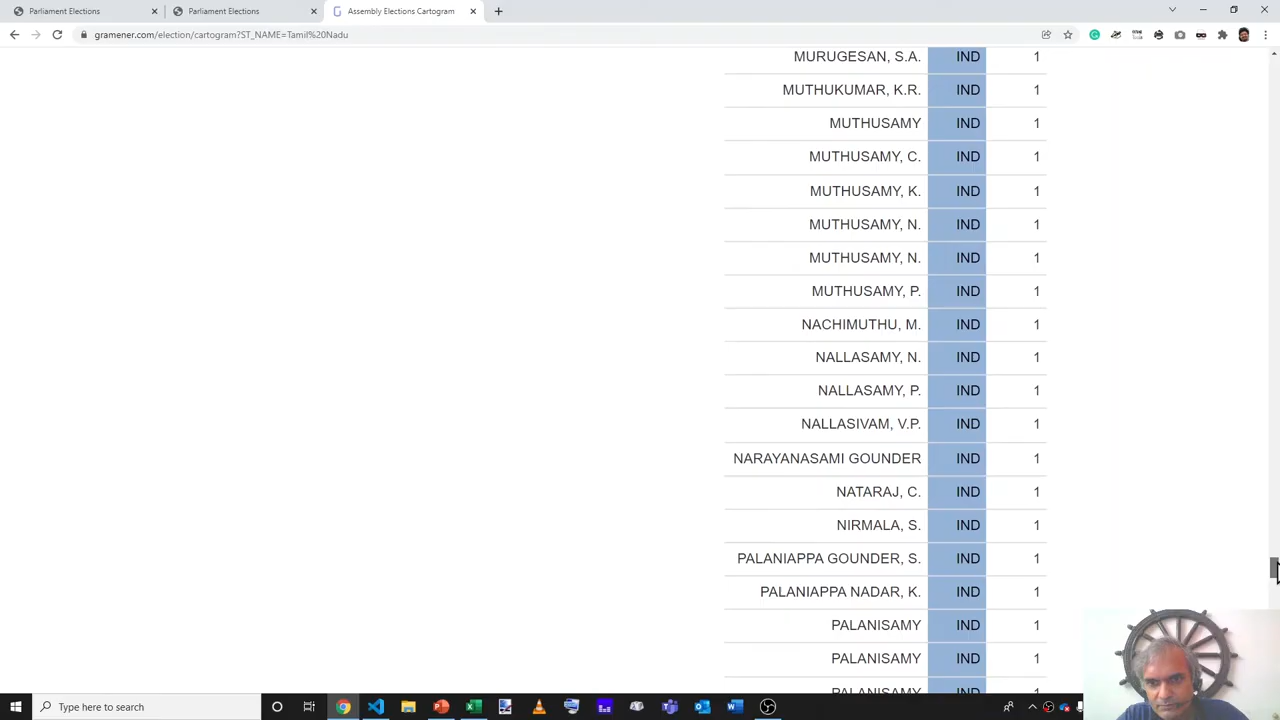 Parliament Elections
Parliament Elections
Assembly Elections Cartogram
gramener.com/election/cartogram?ST_NAME=Tamil%20Nadu
MURUGESAN, S.A. IND 1
MUTHUKUMAR, K.R. IND 1
MUTHUSAMY IND 1
MUTHUSAMY, C. IND 1
MUTHUSAMY, K. IND 1
MUTHUSAMY, N. IND 1
MUTHUSAMY, N. IND 1
MUTHUSAMY, P. IND 1
NACHIMUTHU, M. IND 1
NALLASAMY, N. IND 1
NALLASAMY, P. IND 1
NALLASIVAM, V.P. IND 1
NARAYANASAMI GOUNDER IND 1
NATARAJ, C. IND 1
NIRMALA, S. IND 1
PALANIAPPA GOUNDER, S. IND 1
PALANIAPPA NADAR, K. IND 1
PALANISAMY IND 1
PALANISAMY IND 1
PALANISAMY IND 1
Type here to search